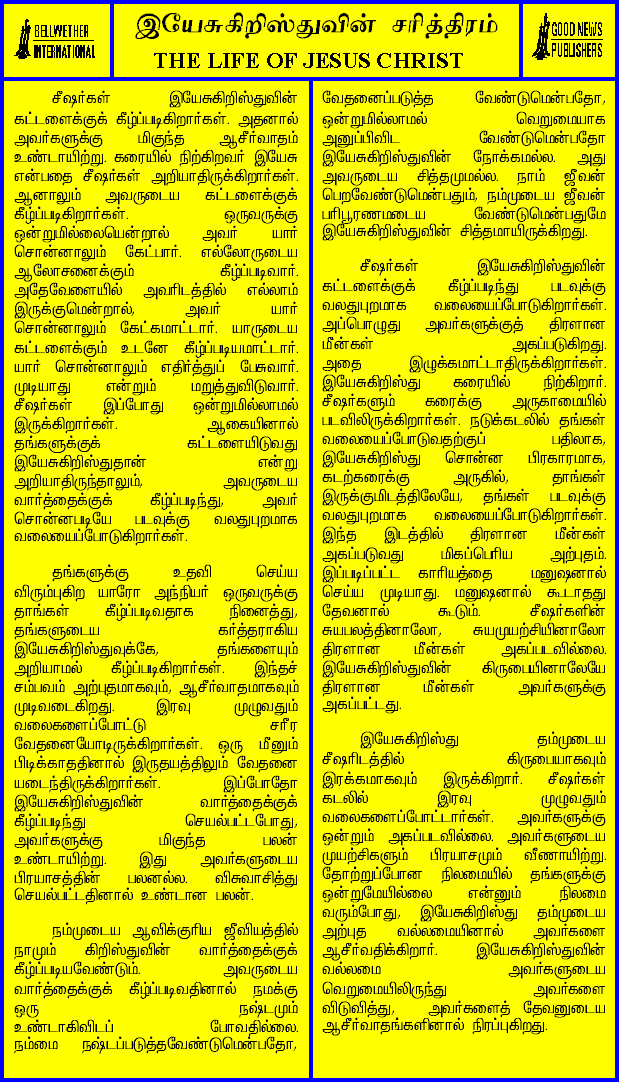 BELLWETHER
INTERNATIONAL
இயேசுகிறிஸ்துவின் சரித்திரம்
THE LIFE OF JESUS CHRIST
GOOD NEWS
PUBLISHERS
சீஷர்கள் இயேசுகிறிஸ்துவின்
கட்டளைக்குக் கீழ்ப்படிகிறார்கள். அதனால்
அவர்களுக்கு மிகுந்த ஆசீர்வாதம்
உண்டாயிற்று. கரையில் நிற்கிறவர் இயேசு
என்பதை சீஷர்கள் அறியாதிருக்கிறார்கள்.
ஆனாலும் அவருடைய கட்டளைக்குக்
கீழ்ப்படிகிறார்கள். ஒருவருக்கு
ஒன்றுமில்லையென்றால் அவர் யார்
சொன்னாலும் கேட்பார். எல்லோருடைய
ஆலோசனைக்கும் கீழ்ப்படிவார்.
அதேவேளையில் அவரிடத்தில் எல்லாம்
இருக்குமென்றால், அவர் யார்
சொன்னாலும் கேட்கமாட்டார். யாருடைய
கட்டளைக்கும் உடனே கீழ்ப்படியமாட்டார்.
யார் சொன்னாலும் எதிர்த்துப் பேசுவார்.
முடியாது என்றும் மறுத்துவிடுவார்.
சீஷர்கள் இப்போது ஒன்றுமில்லாமல்
இருக்கிறார்கள். ஆகையினால்
தங்களுக்குக் கட்டளையிடுவது
இயேசுகிறிஸ்துதான் என்று
அறியாதிருந்தாலும், அவருடைய
வார்த்தைக்குக் கீழ்ப்படிந்து, அவர்
சொன்னபடியே படவுக்கு வலதுபுறமாக
வலையைப்போடுகிறார்கள்.
தங்களுக்கு உதவி செய்ய
விரும்புகிற யாரோ அந்நியர் ஒருவருக்கு
தாங்கள் கீழ்ப்படிவதாக நினைத்து,
தங்களுடைய கர்த்தராகிய
இயேசுகிறிஸ்துவுக்கே, தங்களையும்
அறியாமல் கீழ்ப்படிகிறார்கள். இந்தச்
சம்பவம் அற்புதமாகவும், ஆசீர்வாதமாகவும்
முடிவடைகிறது. இரவு முழுவதும்
வலைகளைப்போட்டு சரீர
வேதனையோடிருக்கிறார்கள். ஒரு மீனும்
பிடிக்காததினால் இருதயத்திலும் வேதனை
யடைந்திருக்கிறார்கள். இப்போதோ
இயேசுகிறிஸ்துவின் வார்த்தைக்குக்
கீழ்ப்படிந்து செயல்பட்டபோது,
அவர்களுக்கு மிகுந்த பலன்
உண்டாயிற்று. இது அவர்களுடைய
பிரயாசத்தின் பலனல்ல. விசுவாசித்து
செயல்பட்டதினால் உண்டான பலன்.
நம்முடைய ஆவிக்குரிய ஜீவியத்தில்
நாமும் கிறிஸ்துவின் வார்த்தைக்குக்
கீழ்ப்படியவேண்டும். அவருடைய
வார்த்தைக்குக் கீழ்ப்படிவதினால் நமக்கு
ஒரு நஷ்டமும்
உண்டாகிவிடப் போவதில்லை.
நம்மை நஷ்டப்படுத்தவேண்டுமென்பதோ,
வேதனைப்படுத்த வேண்டுமென்பதோ,
ஒன்றுமில்லாமல் வெறுமையாக
அனுப்பிவிட வேண்டுமென்பதோ
இயேசுகிறிஸ்துவின் நோக்கமல்ல. அது
அவருடைய சித்தமுமல்ல. நாம் ஜீவன்
பெறவேண்டுமென்பதும், நம்முடைய ஜீவன்
பரிபூரணமடைய வேண்டுமென்பதுமே
இயேசுகிறிஸ்துவின் சித்தமாயிருக்கிறது.
சீஷர்கள் இயேசுகிறிஸ்துவின்
கட்டளைக்குக் கீழ்ப்படிந்து படவுக்கு
வலதுபுறமாக வலையைப்போடுகிறார்கள்.
அப்பொழுது அவர்களுக்குத் திரளான
மீன்கள் அகப்படுகிறது.
அதை இழுக்கமாட்டாதிருக்கிறார்கள்.
இயேசுகிறிஸ்து கரையில் நிற்கிறார்.
சீஷர்களும் கரைக்கு அருகாமையில்
படவிலிருக்கிறார்கள். நடுக்கடலில் தங்கள்
வலையைப்போடுவதற்குப் பதிலாக,
இயேசுகிறிஸ்து சொன்ன பிரகாரமாக,
கடற்கரைக்கு அருகில், தாங்கள்
இருக்குமிடத்திலேயே, தங்கள் படவுக்கு
வலதுபுறமாக வலையைப்போடுகிறார்கள்.
இந்த இடத்தில் திரளான மீன்கள்
அகப்படுவது மிகப்பெரிய அற்புதம்.
இப்படிப்பட்ட காரியத்தை மனுஷனால்
செய்ய முடியாது. மனுஷனால் கூடாதது
தேவனால் கூடும். சீஷர்களின்
சுயபலத்தினாலோ, சுயமுயற்சியினாலோ
திரளான மீன்கள் அகப்படவில்லை.
இயேசுகிறிஸ்துவின் கிருபையினாலேயே
திரளான மீன்கள் அவர்களுக்கு
அகப்பட்டது.
இயேசுகிறிஸ்து தம்முடைய
சீஷரிடத்தில் கிருபையாகவும்
இரக்கமாகவும் இருக்கிறார். சீஷர்கள்
கடலில் இரவு முழுவதும்
வலைகளைப்போட்டார்கள். அவர்களுக்கு
ஒன்றும் அகப்படவில்லை. அவர்களுடைய
முயற்சிகளும் பிரயாசமும் வீணாயிற்று.
தோற்றுப்போன நிலமையில் தங்களுக்கு
ஒன்றுமேயில்லை என்னும் நிலமை
வரும்போது, இயேசுகிறிஸ்து தம்முடைய
அற்புத வல்லமையினால் அவர்களை
ஆசீர்வதிக்கிறார். இயேசுகிறிஸ்துவின்
வல்லமை அவர்களுடைய
வெறுமையிலிருந்து அவர்களை
விடுவித்து, அவர்களைத் தேவனுடைய
ஆசீர்வாதங்களினால் நிரப்புகிறது.